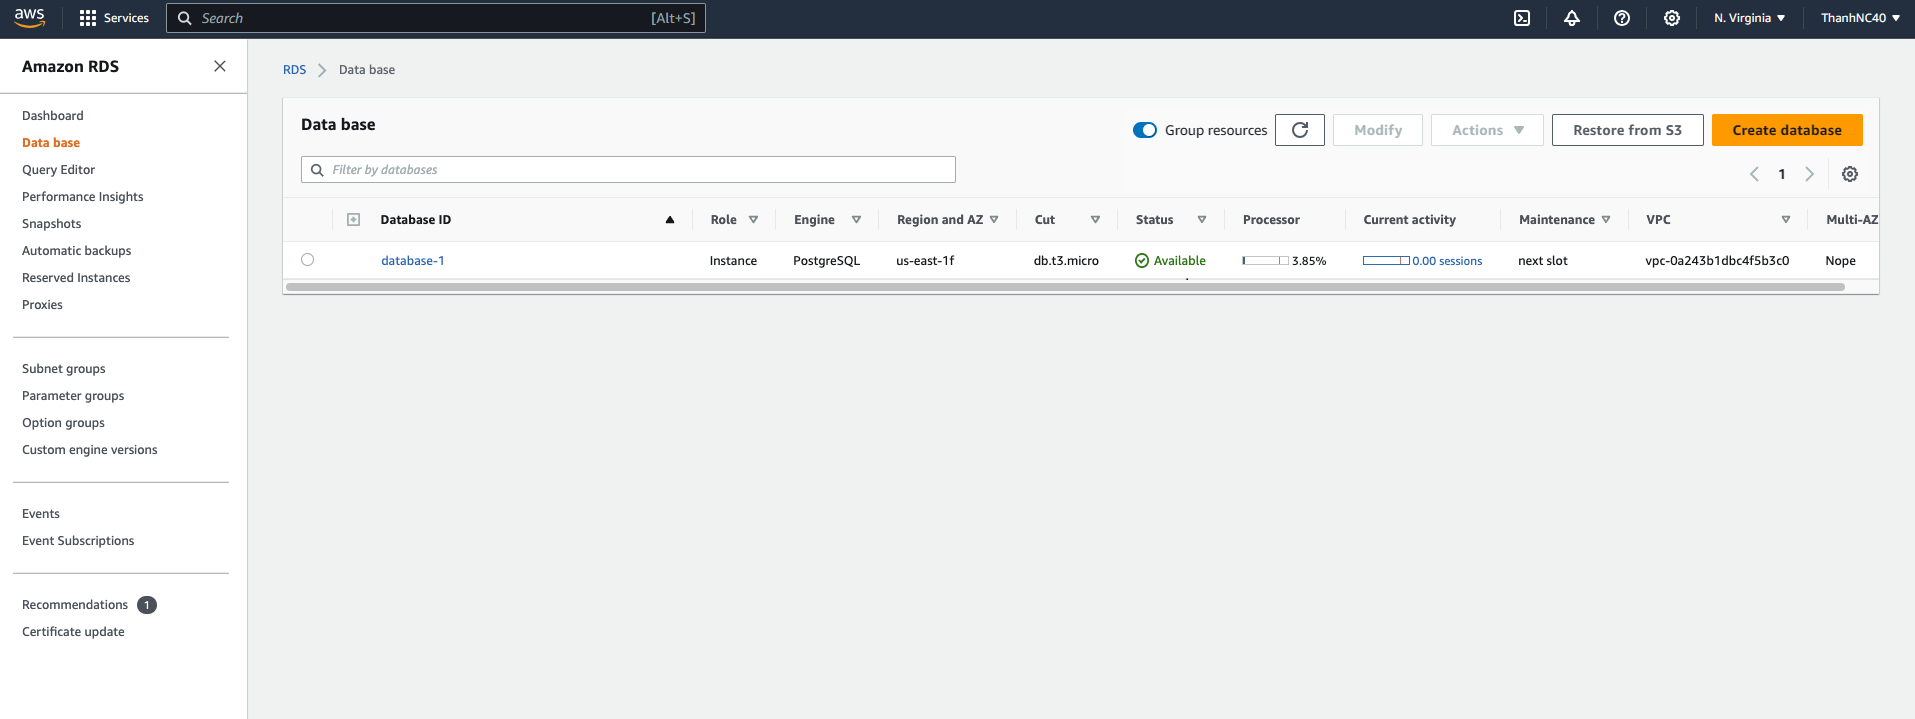 aws Services Search [Alt+S] N. Virginia ThanhNC40
Amazon RDS
Dashboard
Data base
Query Editor
Performance Insights
Snapshots
Automatic backups
Reserved Instances
Proxies
Subnet groups
Parameter groups
Option groups
Custom engine versions
Events
Event Subscriptions
Recommendations 1
Certificate update
RDS Data base
Data base
Group resources Modify Actions Restore from S3 Create database
Filter by databases
1
Database ID Role Engine Region and AZ Cut Status Processor Current activity Maintenance VPC Multi-AZ
database-1 Instance PostgreSQL us-east-1f db.t3.micro Available 3.85% 0.00 sessions next slot vpc-0a243b1dbc4f5b3c0 Nope